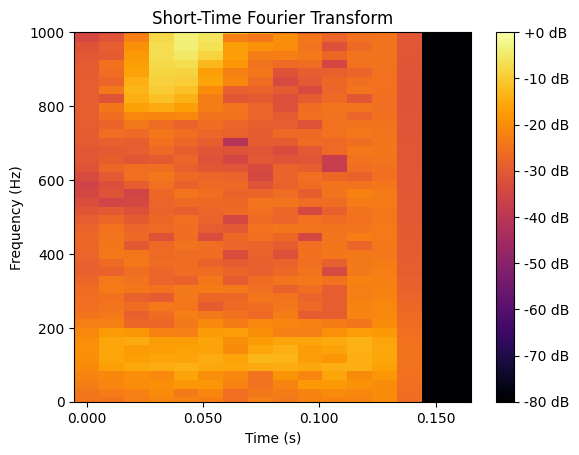 Short-Time Fourier Transform
1000
800
600
400
200
0
Frequency (Hz)
0.000
0.050
0.100
0.150
Time (s)
+0 dB
-10 dB
-20 dB
-30 dB
-40 dB
-50 dB
-60 dB
-70 dB
-80 dB